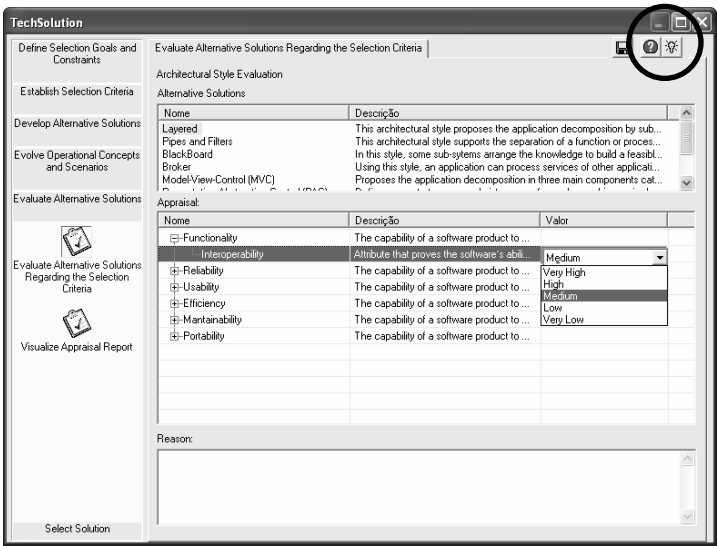 TechSolution
Define Selection Goals and
Constraints
Establish Selection Criteria
Develop Alternative Solutions
Evolve Operational Concepts
and Scenarios
Evaluate Alternative Solutions
Evaluate Alternative Solutions
Regarding the Selection
Criteria
Visualize Appraisal Report
Select Solution
Evaluate Alternative Solutions Regarding the Selection Criteria
Architectural Style Evaluation
Alternative Solutions
Nome Descrição
Layered This architectural style proposes the application decomposition by sub...
Pipes and Filters This architectural style supports the separation of a function or proces...
BlackBoard In this style, some sub-sytems arrange the knowledge to build a feasibl...
Broker Using this style, an application can process services of other applicati...
Model-View-Control (MVC) Proposes the application decomposition in three main components cat...
Appraisal:
Nome Descrição Valor
Functionality The capability of a software product to ...
Interoperability Attribute that proves the software's abili... Medium
Reliability The capability of a software product to ... Very High
High
Usability The capability of a software product to ... Medium
Efficiency The capability of a software product to ... Low
Mantainability The capability of a software product to ... Very Low
Portability The capability of a software product to ...
Reason: